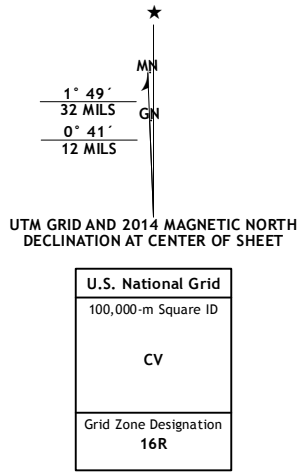 MN
1° 49´
32 MILS
GN
0° 41´
12 MILS
UTM GRID AND 2014 MAGNETIC NORTH
DECLINATION AT CENTER OF SHEET
U.S. National Grid
100,000-m Square ID
CV
Grid Zone Designation
16R